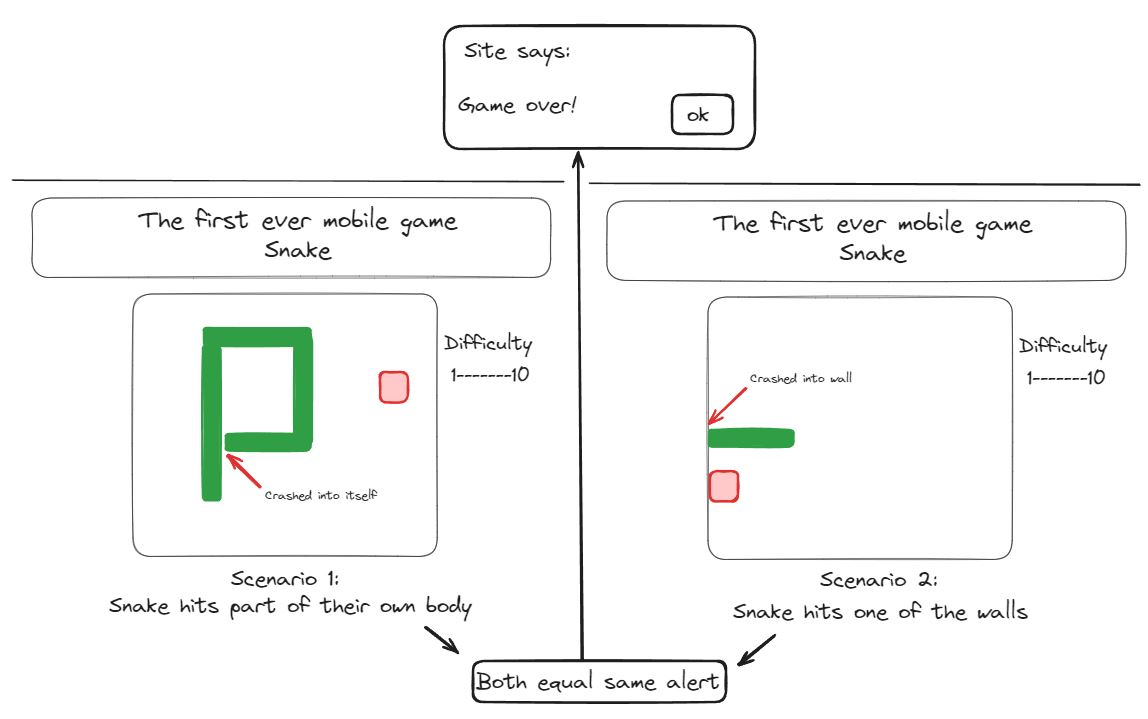 Site says:
Game over!
ok
The first ever mobile game
Snake
Difficulty
1-------10
Crashed into itself
Scenario 1:
Snake hits part of their own body
The first ever mobile game
Snake
Difficulty
1-------10
Crashed into wall
Scenario 2:
Snake hits one of the walls
Both equal same alert